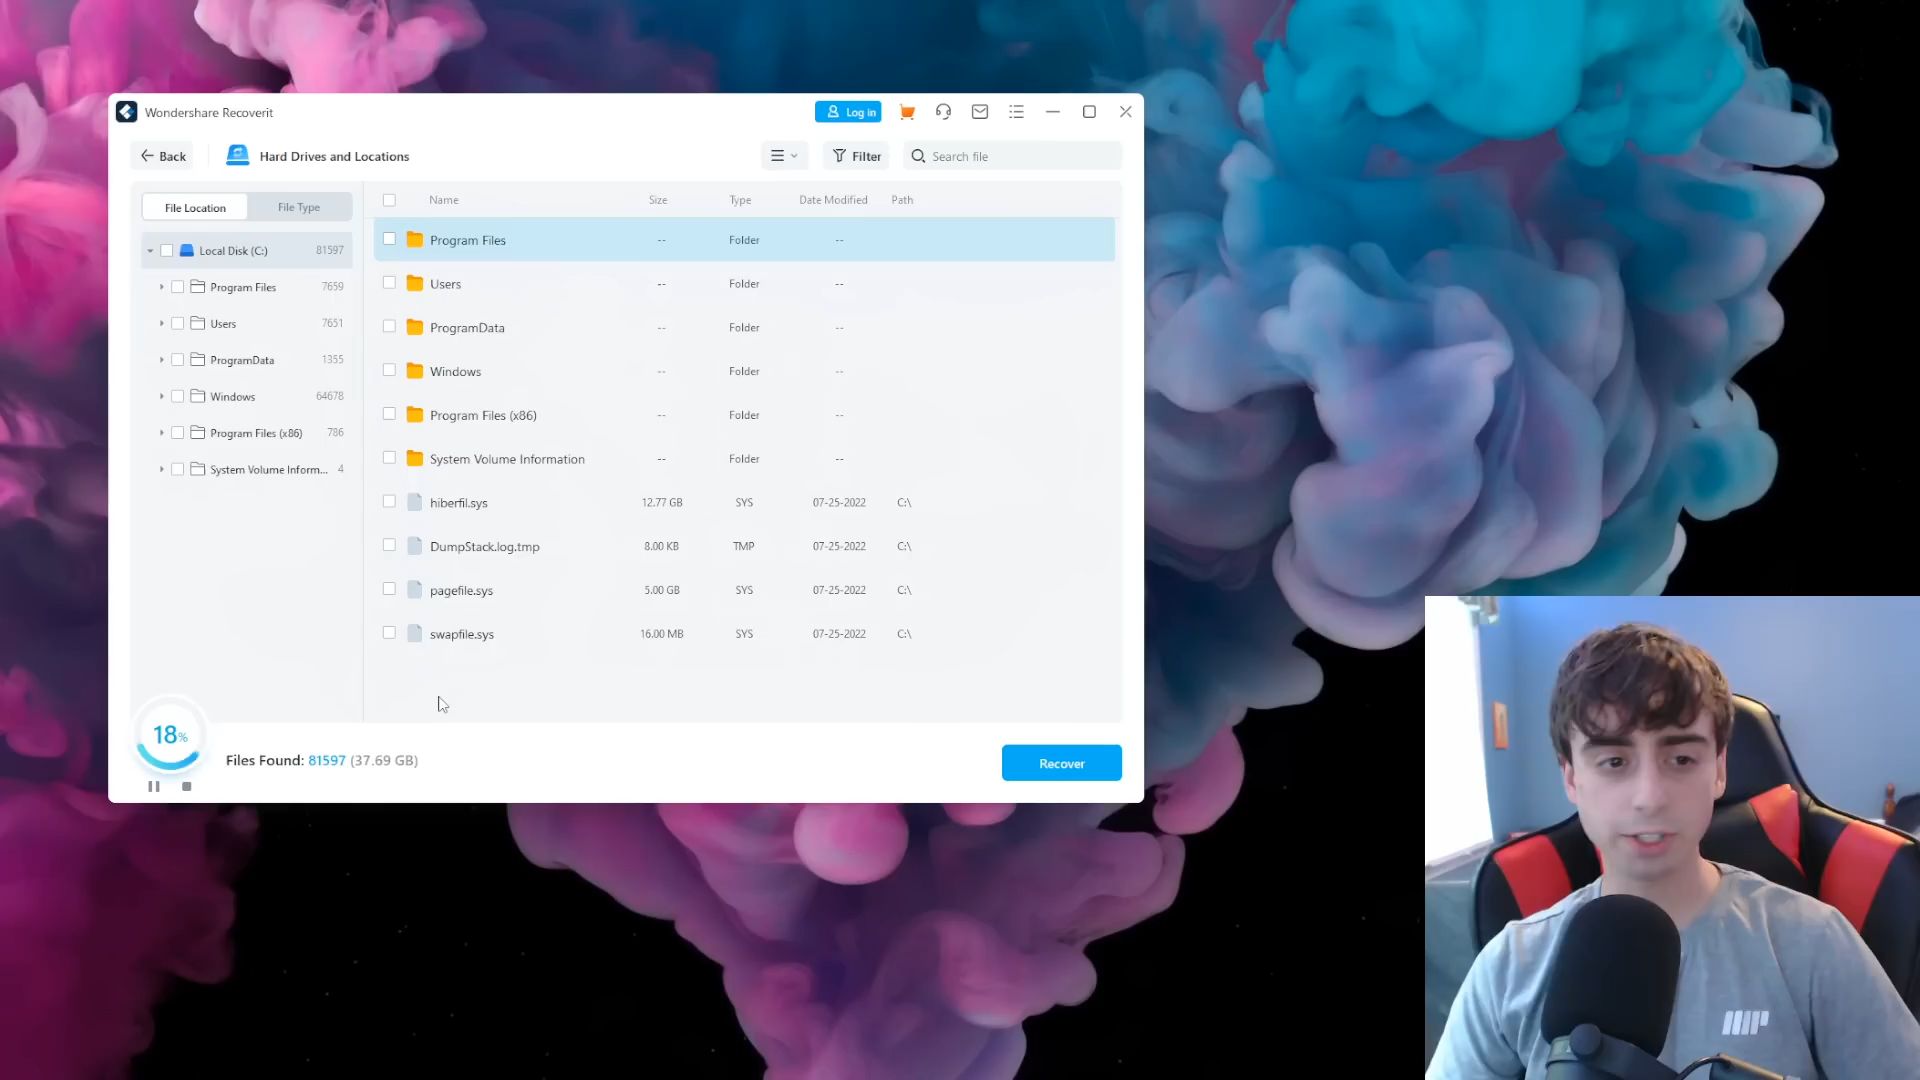 Wondershare Recoverit
Log in
Back
Hard Drives and Locations
Filter
Search file
File Location
File Type
Name
Size
Type
Date Modified
Path
Local Disk (C:) 81597
Program Files 7659
Users 7651
ProgramData 1355
Windows 64678
Program Files (x86) 786
System Volume Inform... 4
Program Files -- Folder --
Users -- Folder --
ProgramData -- Folder --
Windows -- Folder --
Program Files (x86) -- Folder --
System Volume Information -- Folder --
hiberfil.sys 12.77 GB SYS 07-25-2022 C:\
DumpStack.log.tmp 8.00 KB TMP 07-25-2022 C:\
pagefile.sys 5.00 GB SYS 07-25-2022 C:\
swapfile.sys 16.00 MB SYS 07-25-2022 C:\
18%
Files Found: 81597 (37.69 GB)
Recover